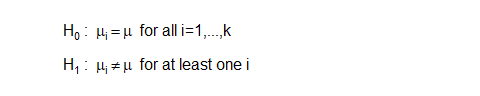 H₀ : μᵢ = μ for all i=1,...,k
H₁ : μᵢ ≠ μ for at least one i